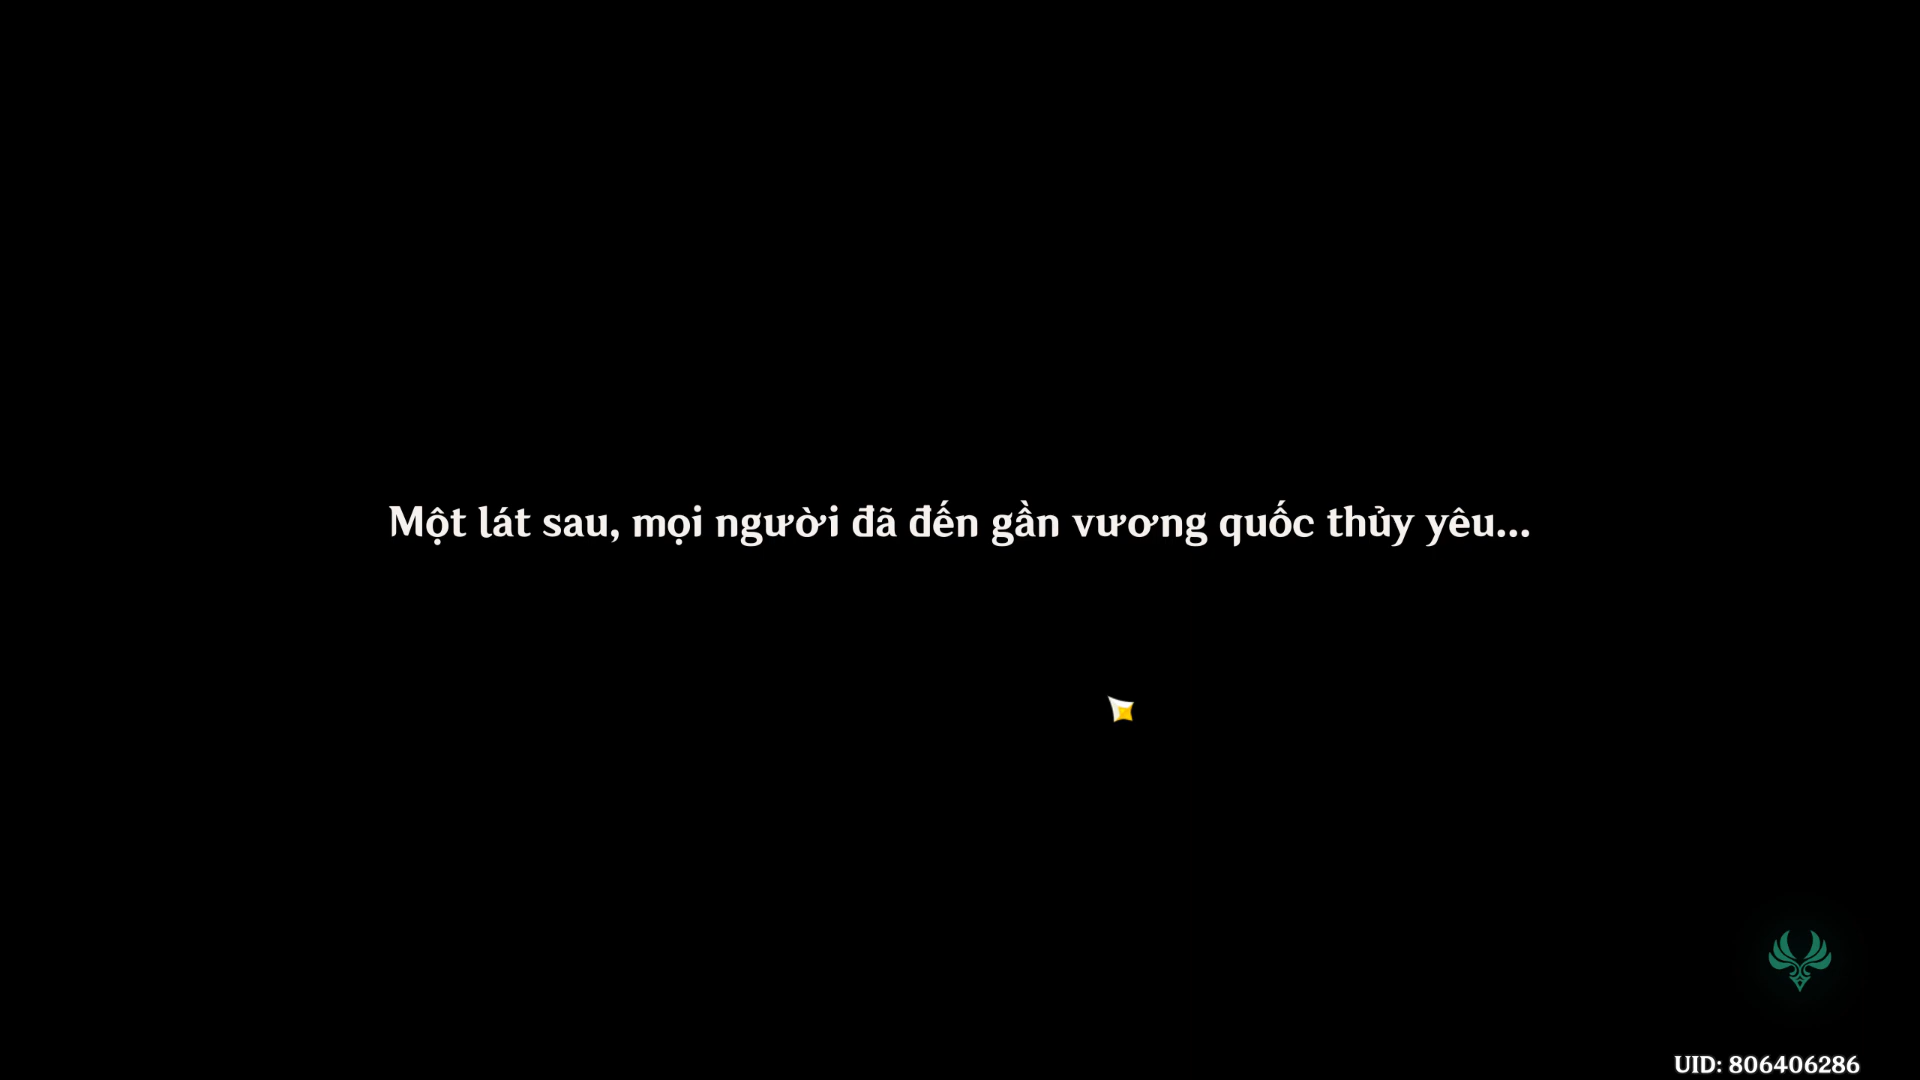 Một lát sau, mọi người đã đến gần vương quốc thủy yêu...
UID: 806406286